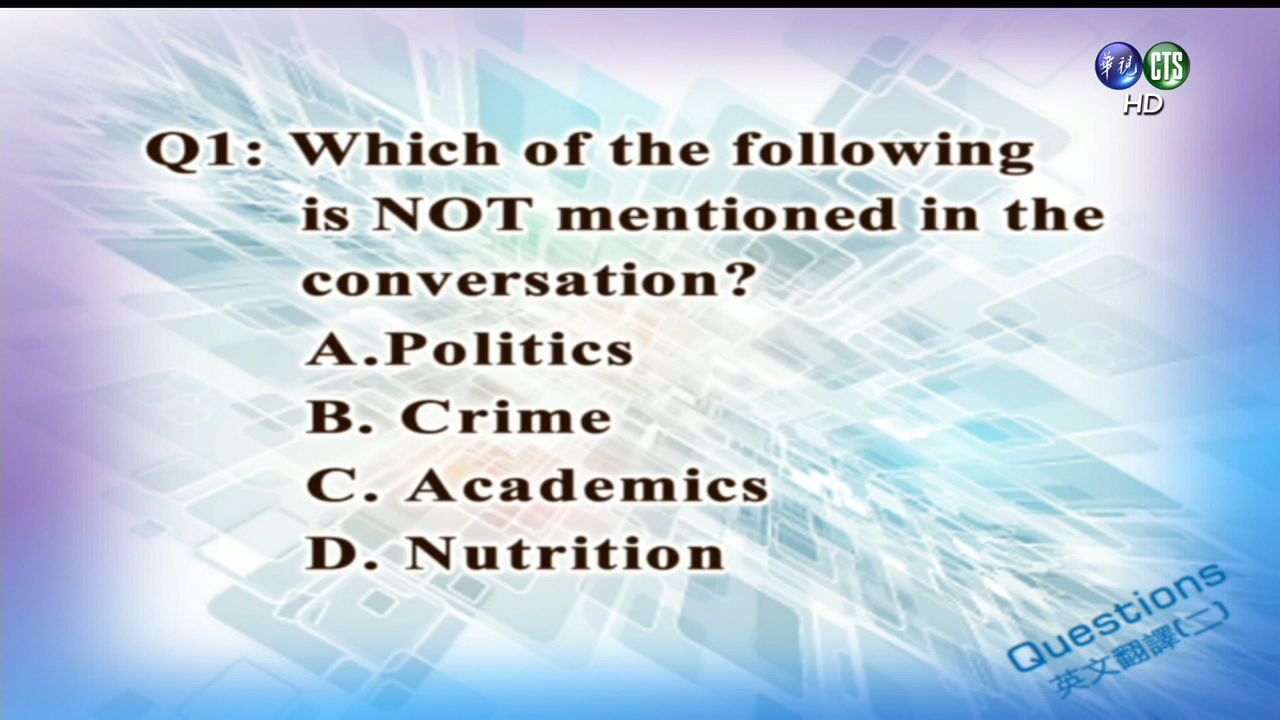 華視 CTS
HD
Q1: Which of the following
is NOT mentioned in the
conversation?
A.Politics
B. Crime
C. Academics
D. Nutrition
Questions
英文翻譯(二)